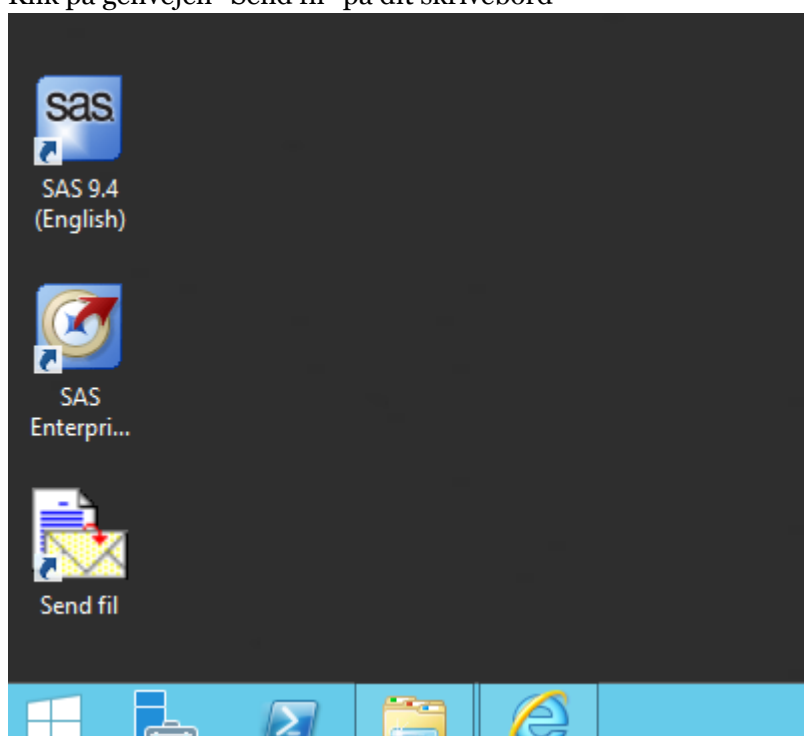 Klik på genvejen "Send fil" på dit skrivebord
sas
SAS 9.4
(English)
SAS
Enterpri...
Send fil